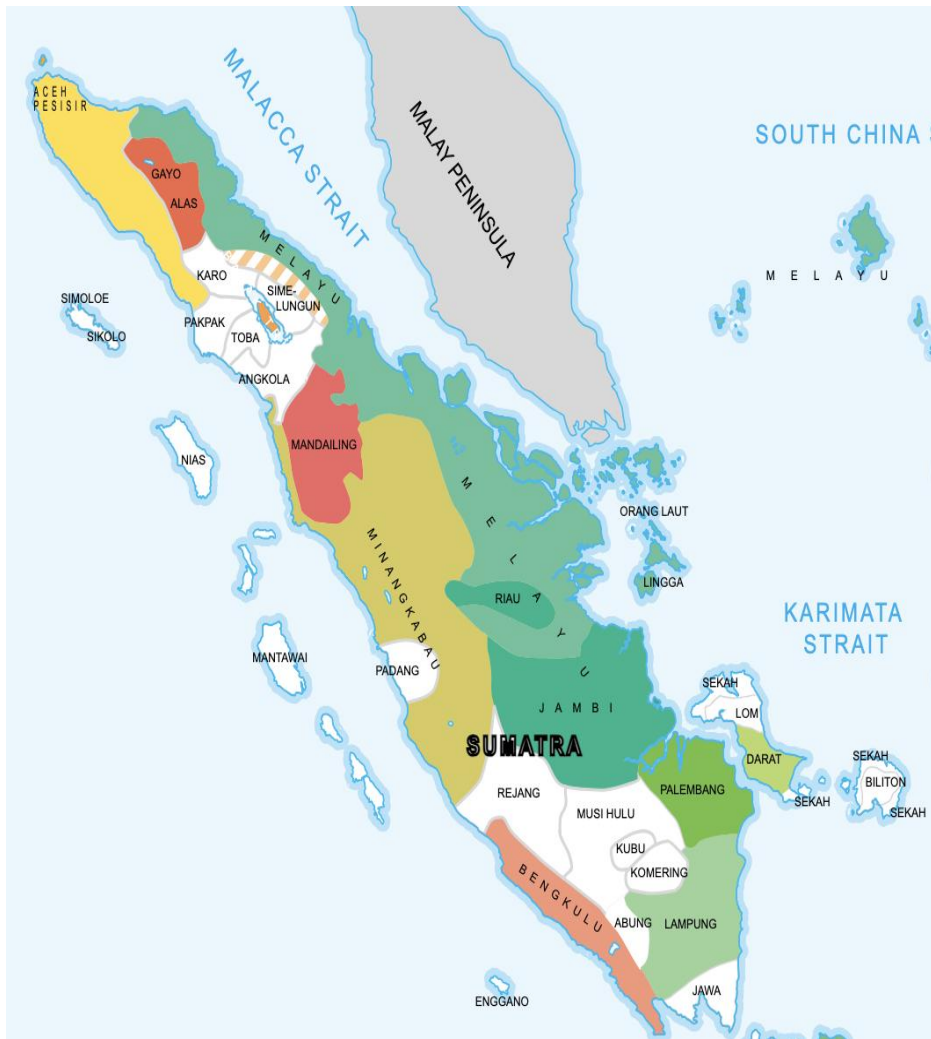 ACEH
PESISIR
MALACCA STRAIT
MALAY PENINSULA
SOUTH CHINA
GAYO
ALAS
MELAYU
MELAYU
KARO
SIME-
LUNGUN
SIMOLOE
SIKOLO
PAKPAK
TOBA
ANGKOLA
MANDAILING
NIAS
MELAYU
ORANG LAUT
LINGGA
MINANGKABAU
RIAU
KARIMATA
STRAIT
MANTAWAI
PADANG
JAMBI
SEKAH
LOM
SUMATRA
DARAT
SEKAH
BILITON
SEKAH
SEKAH
REJANG
PALEMBANG
MUSI HULU
KUBU
KOMERING
BENGKULU
ABUNG
LAMPUNG
JAWA
ENGGANO